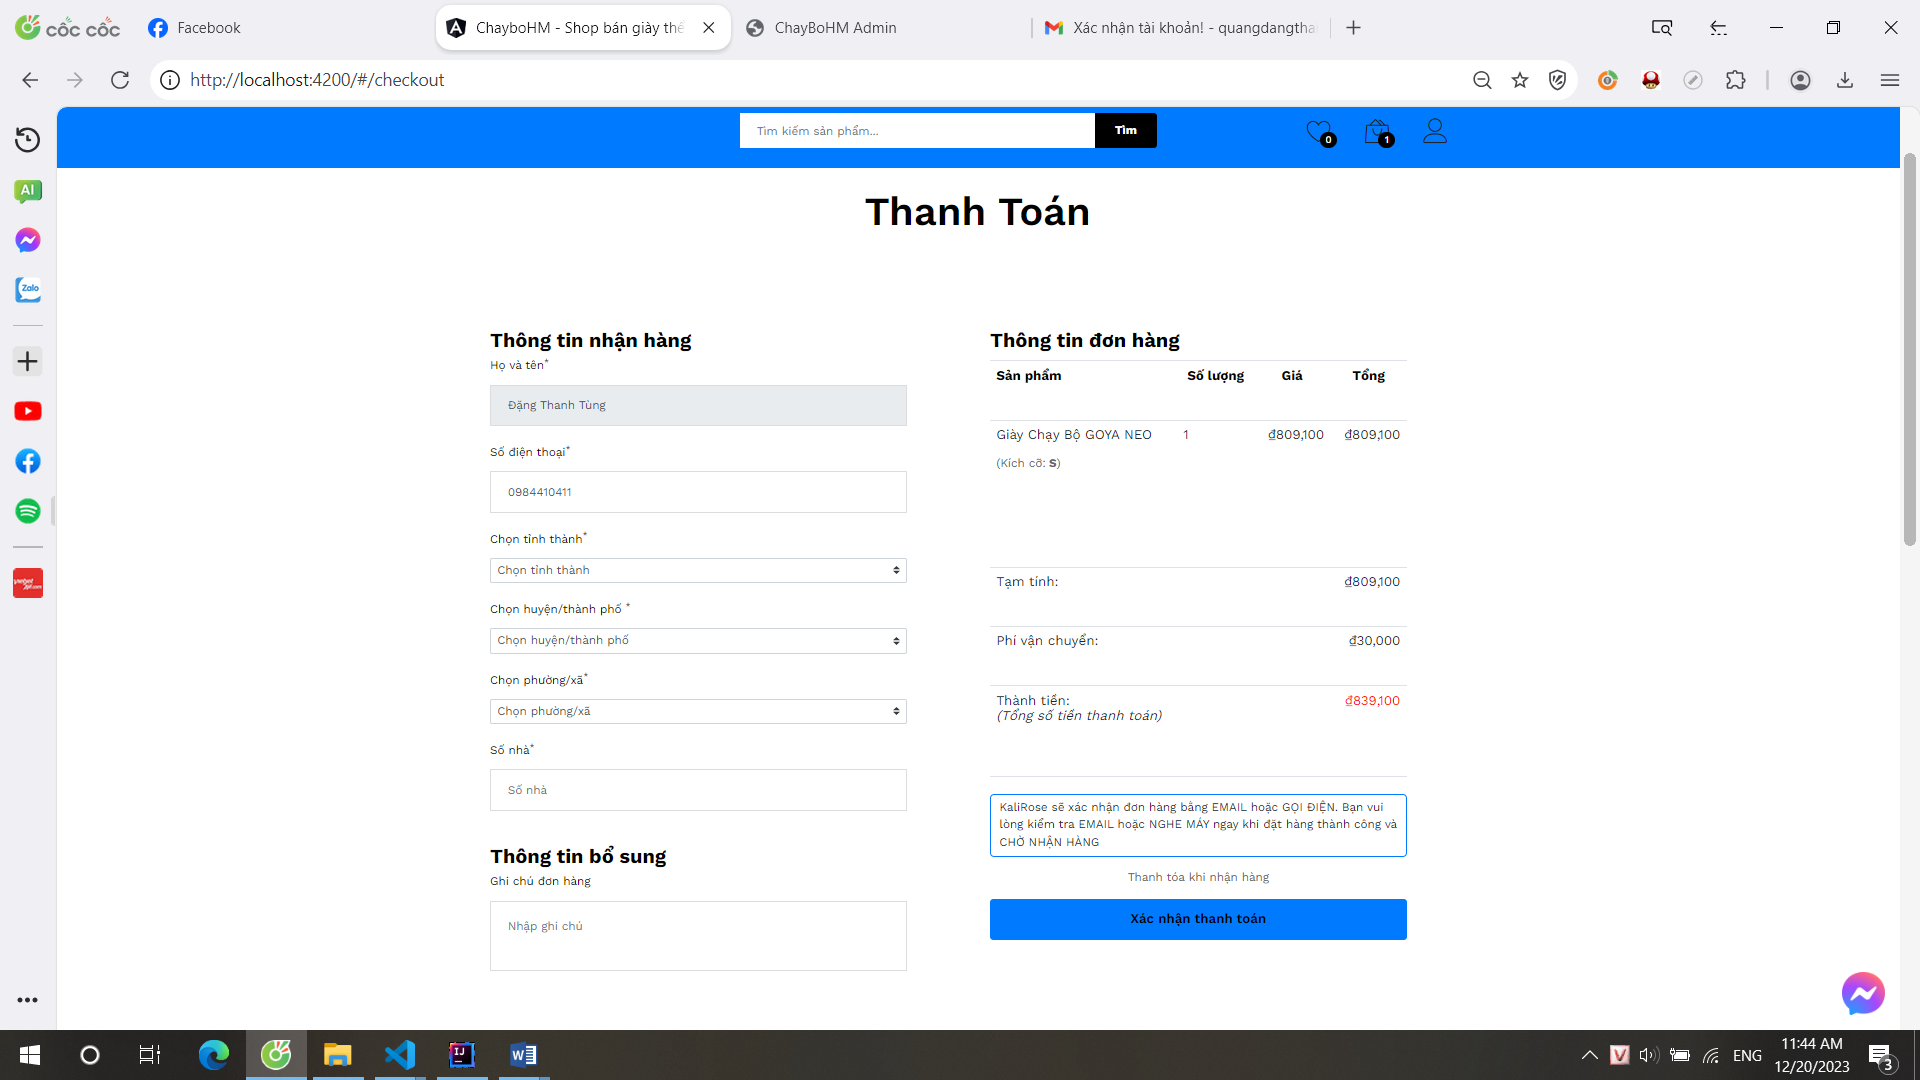 cốc cốc
Facebook
ChayboHM - Shop bán giày thể
ChayBoHM Admin
Xác nhận tài khoản! - quangdangtha
http://localhost:4200/#/checkout
Tìm kiếm sản phẩm...
Tìm
0
1
AI
Zalo
Thanh Toán
Thông tin nhận hàng
Họ và tên*
Đặng Thanh Tùng
Số điện thoại*
0984410411
Chọn tỉnh thành*
Chọn tỉnh thành
Chọn huyện/thành phố *
Chọn huyện/thành phố
Chọn phường/xã*
Chọn phường/xã
Số nhà*
Số nhà
Thông tin bổ sung
Ghi chú đơn hàng
Nhập ghi chú
Thông tin đơn hàng
Sản phẩm Số lượng Giá Tổng
Giày Chạy Bộ GOYA NEO 1 ₫809,100 ₫809,100
(Kích cỡ: S)
Tạm tính: ₫809,100
Phí vận chuyển: ₫30,000
Thành tiền: ₫839,100
(Tổng số tiền thanh toán)
KaliRose sẽ xác nhận đơn hàng bằng EMAIL hoặc GỌI ĐIỆN. Bạn vui
lòng kiểm tra EMAIL hoặc NGHE MÁY ngay khi đặt hàng thành công và
CHỜ NHẬN HÀNG
Thanh tóa khi nhận hàng
Xác nhận thanh toán
ENG
11:44 AM
12/20/2023
3